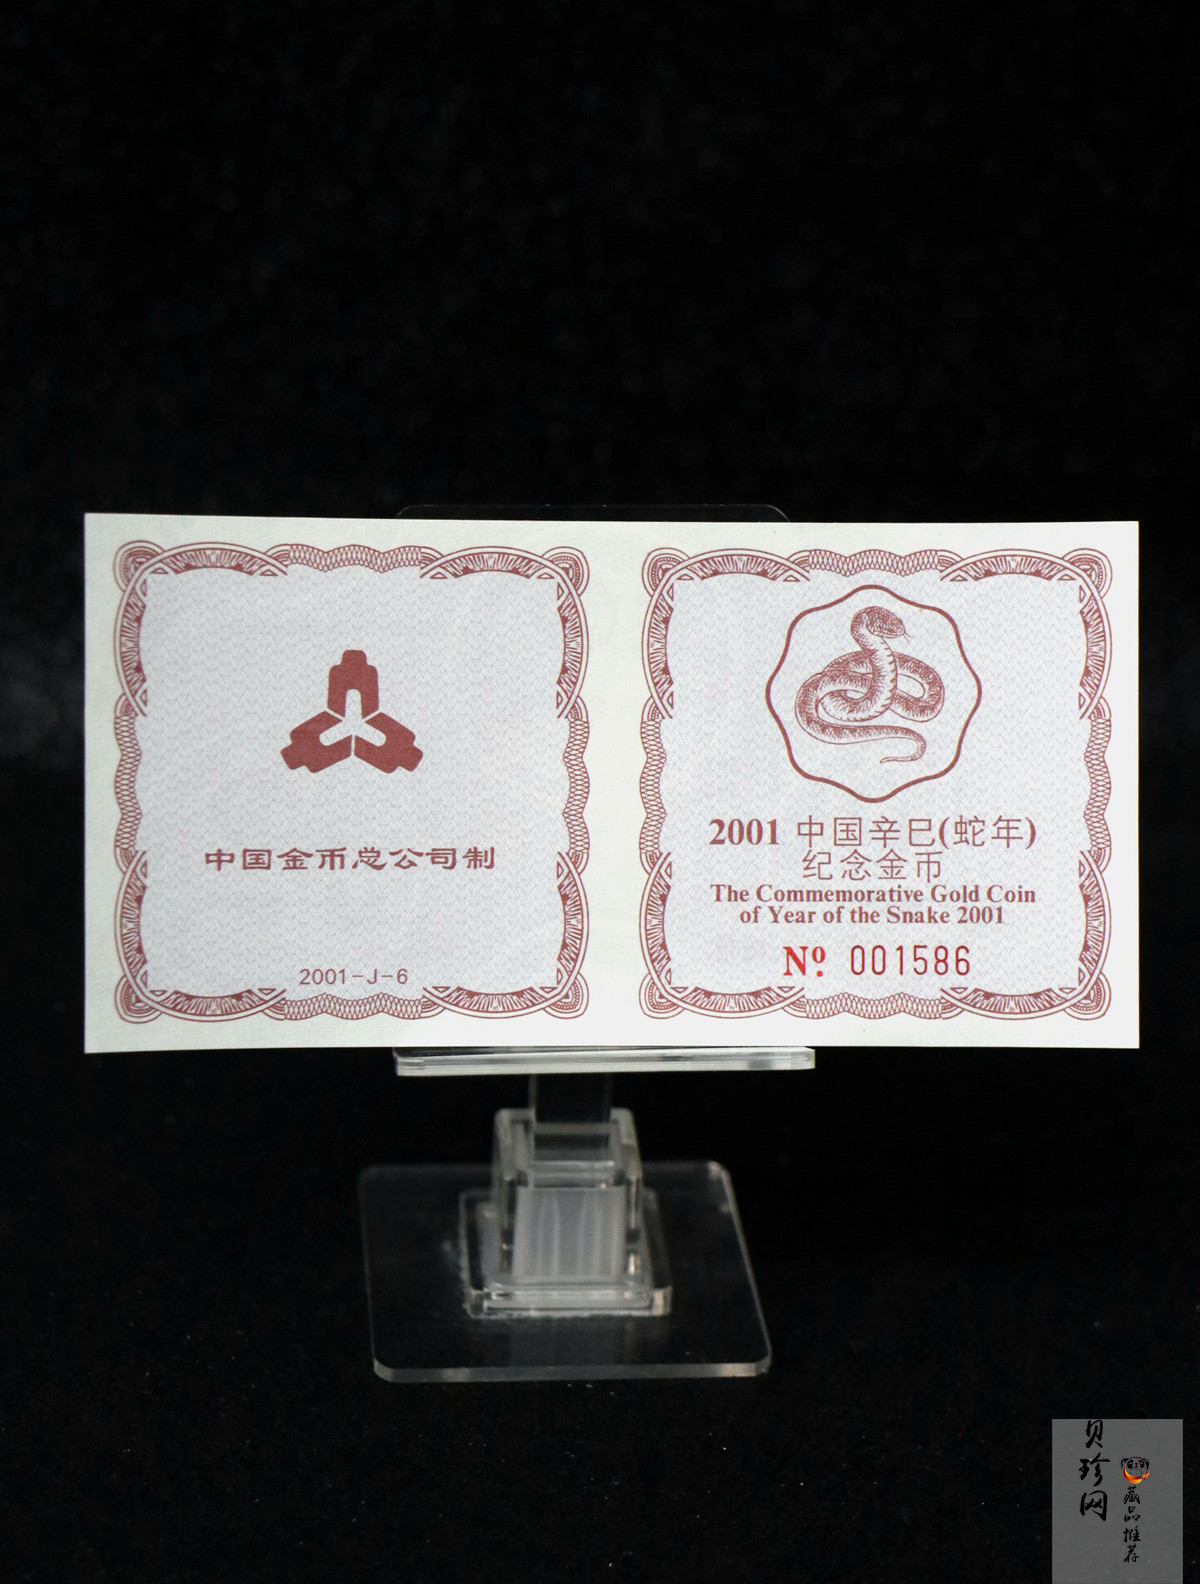 中国金币总公司制
2001-J-6
2001 中国辛巳(蛇年)
纪念金币
The Commemorative Gold Coin
of Year of the Snake 2001
Nº 001586
贝珍网
藏品推荐